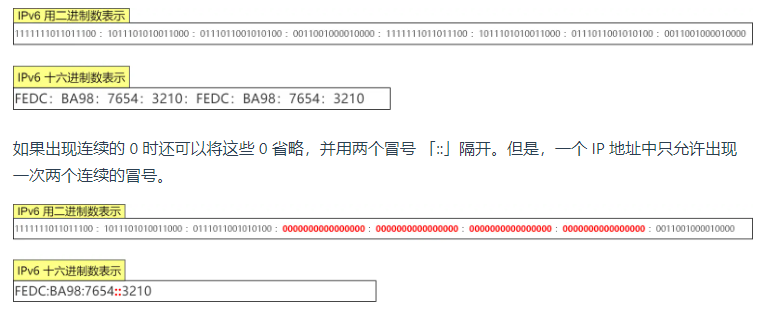 IPv6 用二进制数表示
1111111011011100 : 1011101010011000 : 0111011001010100 : 0011001000010000 : 1111111011011100 : 1011101010011000 : 0111011001010100 : 0011001000010000
IPv6 十六进制数表示
FEDC：BA98：7654：3210：FEDC：BA98：7654：3210
如果出现连续的 0 时还可以将这些 0 省略，并用两个冒号 「::」隔开。但是，一个 IP 地址中只允许出现
一次两个连续的冒号。
IPv6 用二进制数表示
1111111011011100 : 1011101010011000 : 0111011001010100 : 0000000000000000 : 0000000000000000 : 0000000000000000 : 0000000000000000 : 0011001000010000
IPv6 十六进制数表示
FEDC:BA98:7654::3210